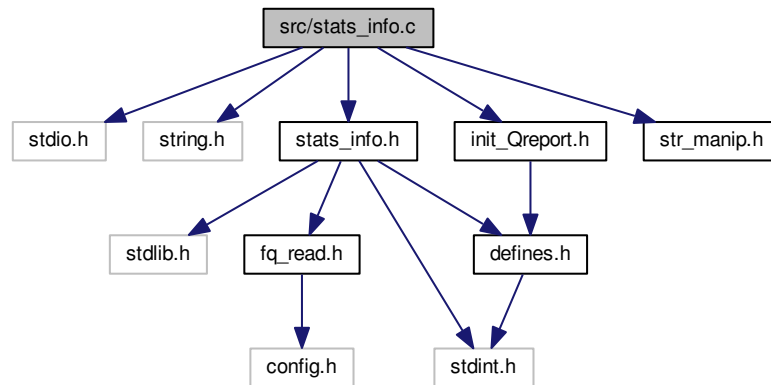 src/stats_info.c
stdio.h
string.h
stats_info.h
init_Qreport.h
str_manip.h
stdlib.h
fq_read.h
defines.h
config.h
stdint.h